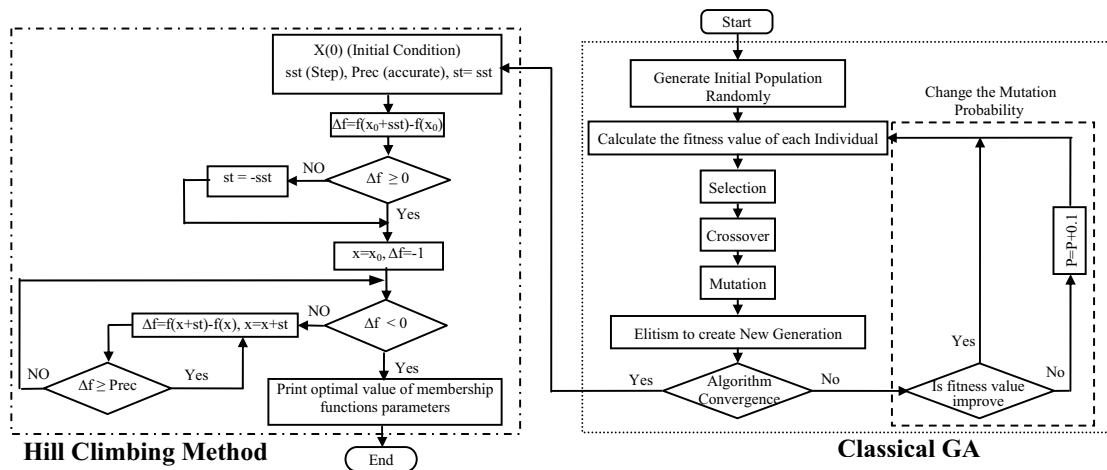 Start
Generate Initial Population
Randomly
Change the Mutation
Probability
Calculate the fitness value of each Individual
Selection
Crossover
Mutation
Elitism to create New Generation
Algorithm
Convergence
Yes
No
Is fitness value
improve
Yes
No
P=P+0.1
Classical GA
X(0) (Initial Condition)
sst (Step), Prec (accurate), st= sst
Δf=f(x₀+sst)-f(x₀)
Δf ≥ 0
NO
st = -sst
Yes
x=x₀, Δf=-1
Δf < 0
NO
Δf=f(x+st)-f(x), x=x+st
Δf ≥ Prec
Yes
NO
Yes
Print optimal value of membership
functions parameters
End
Hill Climbing Method